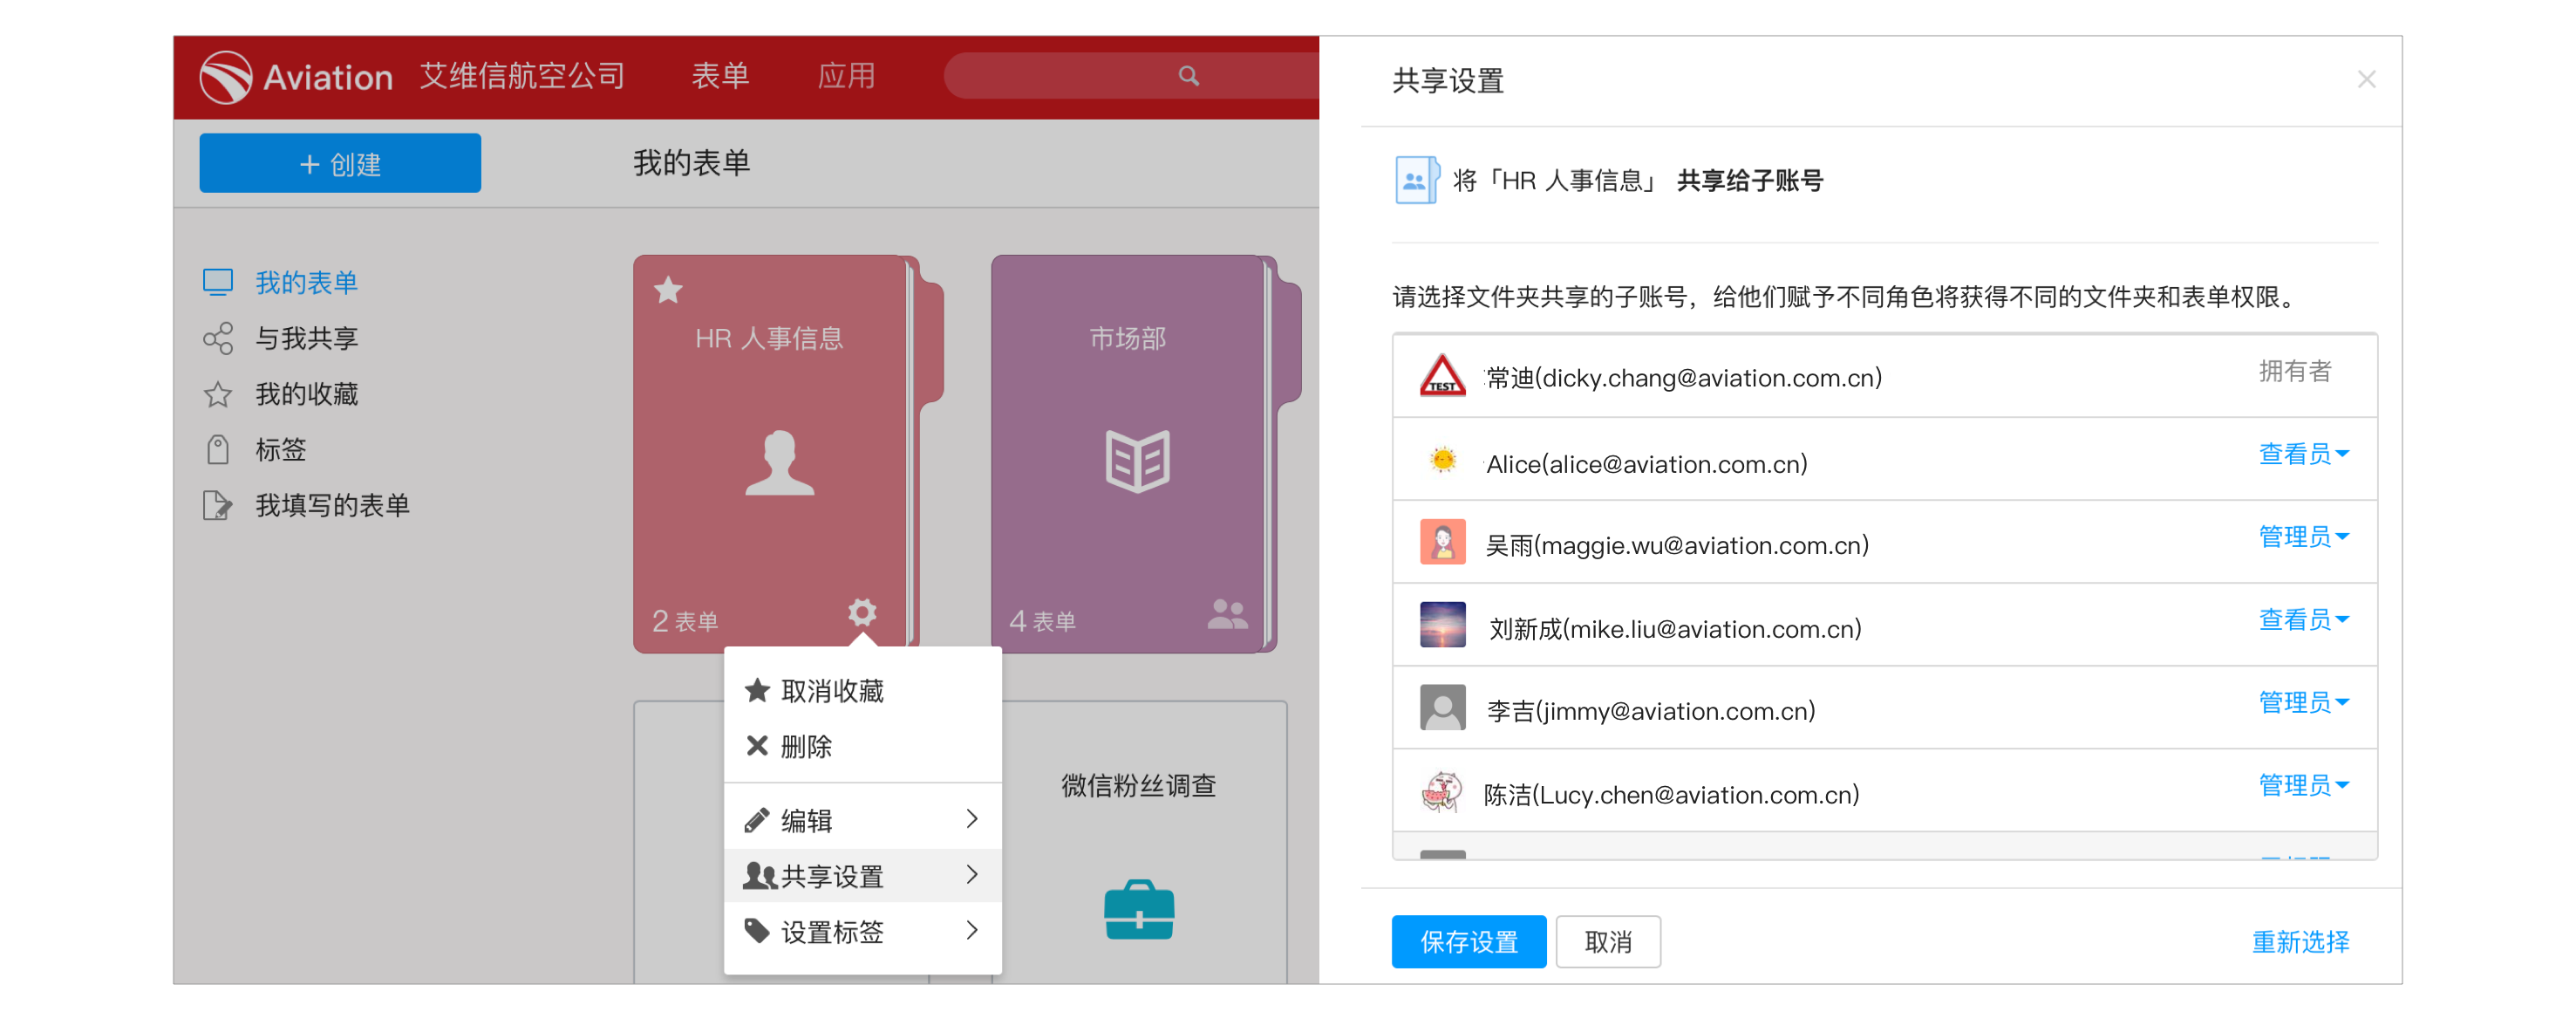 Aviation 艾维信航空公司 表单 应用
+ 创建
我的表单
我的表单
与我共享
我的收藏
标签
我填写的表单
HR 人事信息
2 表单
市场部
4 表单
取消收藏
删除
编辑
共享设置
设置标签
微信粉丝调查
共享设置
将「HR 人事信息」 共享给子账号
请选择文件夹共享的子账号，给他们赋予不同角色将获得不同的文件夹和表单权限。
TEST
常迪(dicky.chang@aviation.com.cn) 拥有者
Alice(alice@aviation.com.cn) 查看员
吴雨(maggie.wu@aviation.com.cn) 管理员
刘新成(mike.liu@aviation.com.cn) 查看员
李吉(jimmy@aviation.com.cn) 管理员
陈洁(Lucy.chen@aviation.com.cn) 管理员
保存设置 取消 重新选择